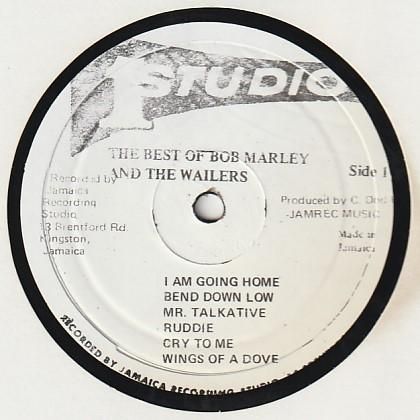 1 STUDIO
THE BEST OF BOB MARLEY
AND THE WAILERS
Side 1
Recorded by
Jamaica
Recording
Studio
13 Brentford Rd.
Kingston,
Jamaica
Produced by C. Dodd
-JAMREC MUSIC
Made in
Jamaica
I AM GOING HOME
BEND DOWN LOW
MR. TALKATIVE
RUDDIE
CRY TO ME
WINGS OF A DOVE
RECORDED BY JAMAICA RECORDING STUDIO